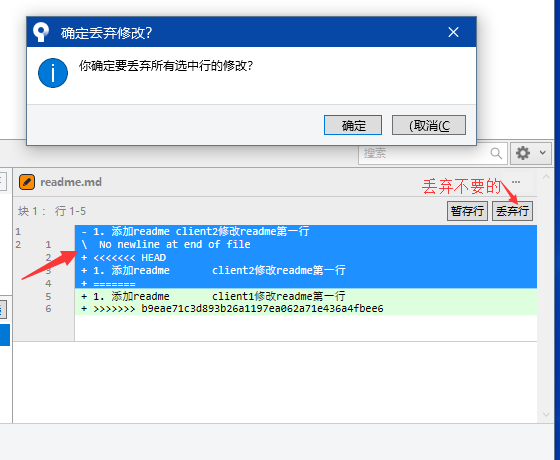 确定丢弃修改?
你确定要丢弃所有选中行的修改?
确定
(取消(C
搜索
readme.md
丢弃不要的
...
块 1： 行 1-5
暂存行
丢弃行
1 - 1. 添加readme client2修改readme第一行
2 1 \ No newline at end of file
2 + <<<<<<< HEAD
3 + 1. 添加readme client2修改readme第一行
4 + =======
5 + 1. 添加readme client1修改readme第一行
6 + >>>>>>> b9eae71c3d893b26a1197ea062a71e436a4fbee6